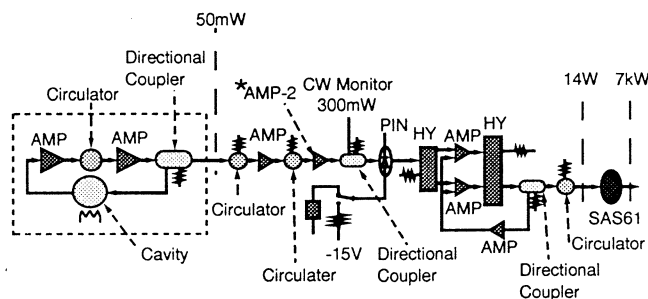 50mW
Directional
Coupler
Circulator
AMP
AMP
Cavity
*AMP-2
CW Monitor
300mW
AMP
PIN
HY
AMP
HY
14W
7kW
Circulator
Circulater
-15V
Directional
Coupler
AMP
AMP
SAS61
Circulator
Directional
Coupler